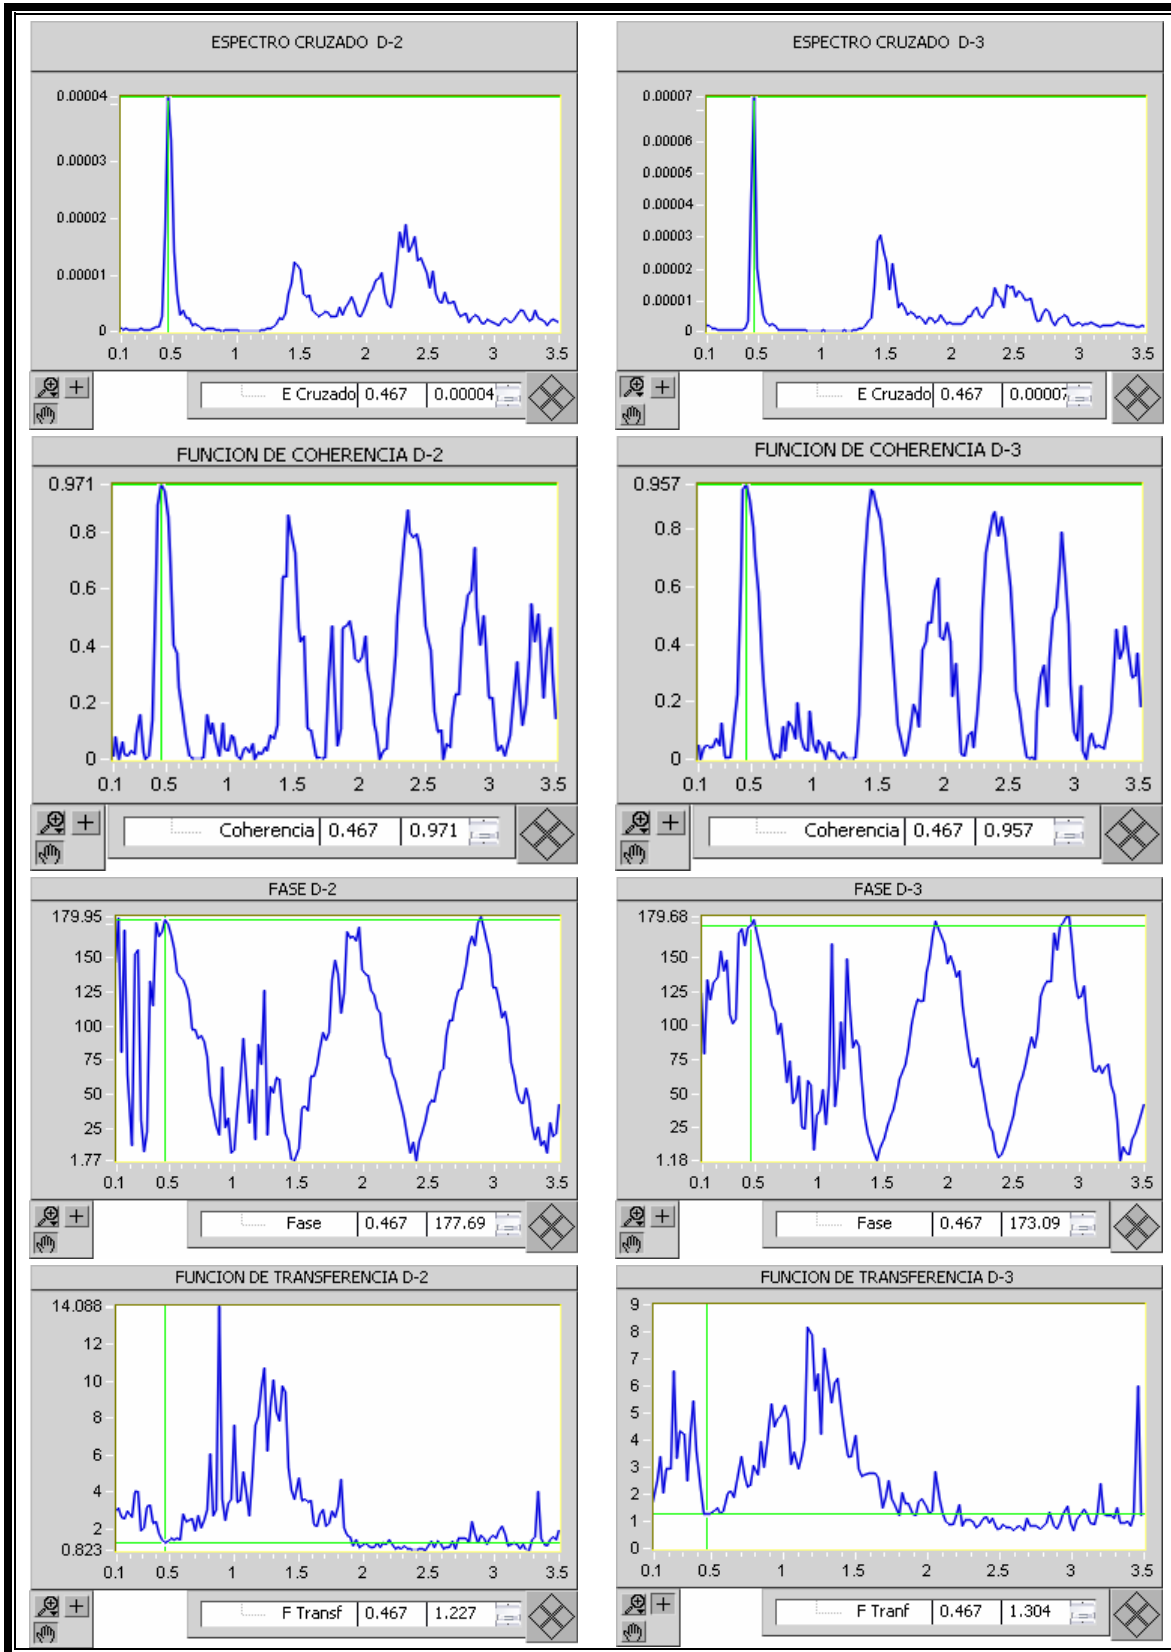 ESPECTRO CRUZADO D-2
0.00004
0.00003
0.00002
0.00001
0
0.1 0.5 1 1.5 2 2.5 3 3.5
E Cruzado 0.467 0.00004
ESPECTRO CRUZADO D-3
0.00007
0.00006
0.00005
0.00004
0.00003
0.00002
0.00001
0
0.1 0.5 1 1.5 2 2.5 3 3.5
E Cruzado 0.467 0.00007
FUNCION DE COHERENCIA D-2
0.971
0.8
0.6
0.4
0.2
0
0.1 0.5 1 1.5 2 2.5 3 3.5
Coherencia 0.467 0.971
FUNCION DE COHERENCIA D-3
0.957
0.8
0.6
0.4
0.2
0
0.1 0.5 1 1.5 2 2.5 3 3.5
Coherencia 0.467 0.957
FASE D-2
179.95
150
125
100
75
50
25
1.77
0.1 0.5 1 1.5 2 2.5 3 3.5
Fase 0.467 177.69
FASE D-3
179.68
150
125
100
75
50
25
1.18
0.1 0.5 1 1.5 2 2.5 3 3.5
Fase 0.467 173.09
FUNCION DE TRANSFERENCIA D-2
14.088
12
10
8
6
4
2
0.823
0.1 0.5 1 1.5 2 2.5 3 3.5
F Transf 0.467 1.227
FUNCION DE TRANSFERENCIA D-3
9
8
7
6
5
4
3
2
1
0
0.1 0.5 1 1.5 2 2.5 3 3.5
F Tranf 0.467 1.304